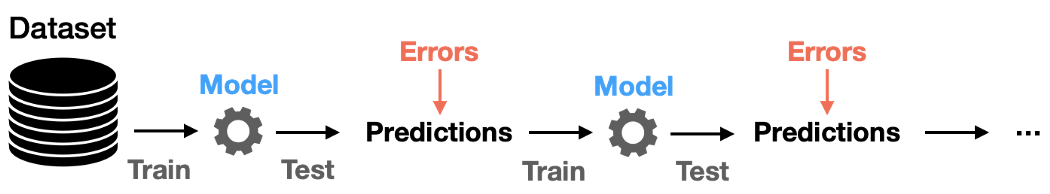 Dataset
Train
Model
Test
Errors
Predictions
Train
Model
Test
Errors
Predictions
...